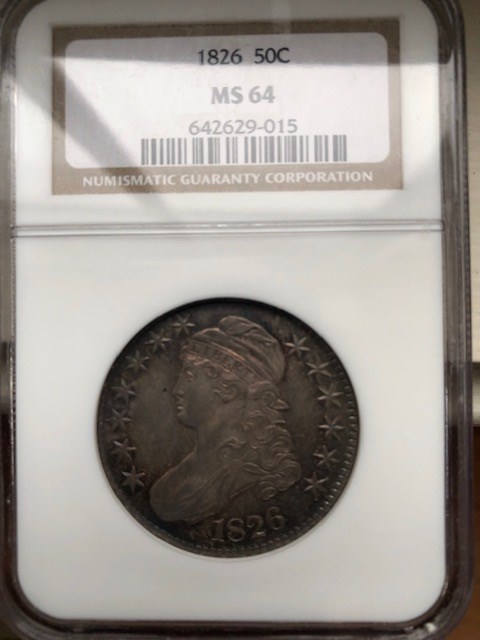 1826 50C
MS 64
642629-015
NUMISMATIC GUARANTY CORPORATION
1826